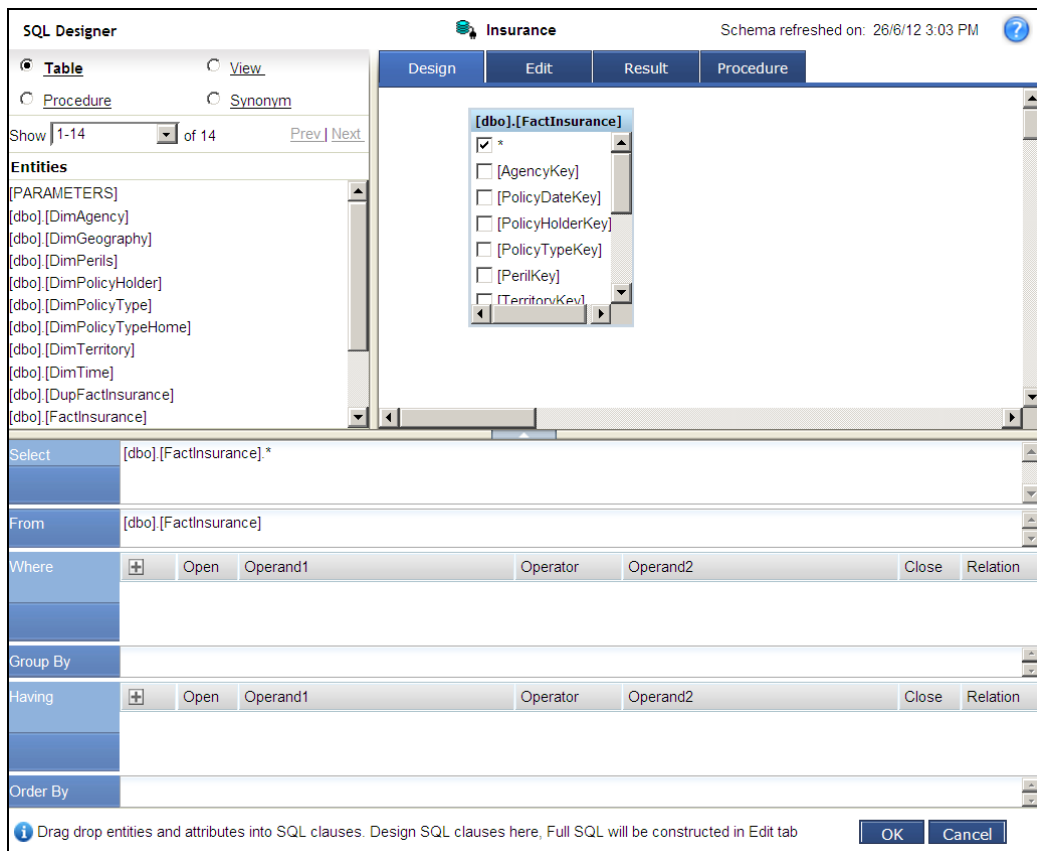 SQL Designer
Insurance
Schema refreshed on: 26/6/12 3:03 PM
Table
View
Procedure
Synonym
Show 1-14 of 14 Prev | Next
Entities
[PARAMETERS]
[dbo].[DimAgency]
[dbo].[DimGeography]
[dbo].[DimPerils]
[dbo].[DimPolicyHolder]
[dbo].[DimPolicyType]
[dbo].[DimPolicyTypeHome]
[dbo].[DimTerritory]
[dbo].[DimTime]
[dbo].[DupFactInsurance]
[dbo].[FactInsurance]
Design Edit Result Procedure
[dbo].[FactInsurance]
*
[AgencyKey]
[PolicyDateKey]
[PolicyHolderKey]
[PolicyTypeKey]
[PerilKey]
[TerritoryKey]
Select [dbo].[FactInsurance].*
From [dbo].[FactInsurance]
Where Open Operand1 Operator Operand2 Close Relation
Group By
Having Open Operand1 Operator Operand2 Close Relation
Order By
Drag drop entities and attributes into SQL clauses. Design SQL clauses here, Full SQL will be constructed in Edit tab
OK Cancel